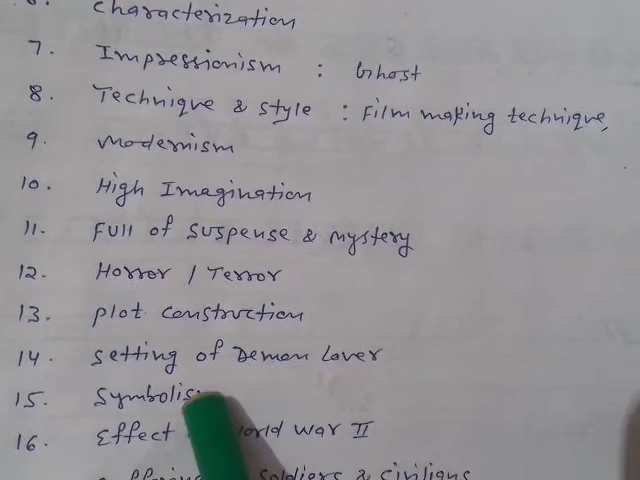 6. Characterization
7. Impressionism : Ghost
8. Technique & style : Film making technique,
9. Modernism
10. High Imagination
11. Full of suspense & mystery
12. Horror / Terror
13. Plot construction
14. Setting of Demon Lover
15. Symbolis
16. Effect World War II
soldiers & civilians